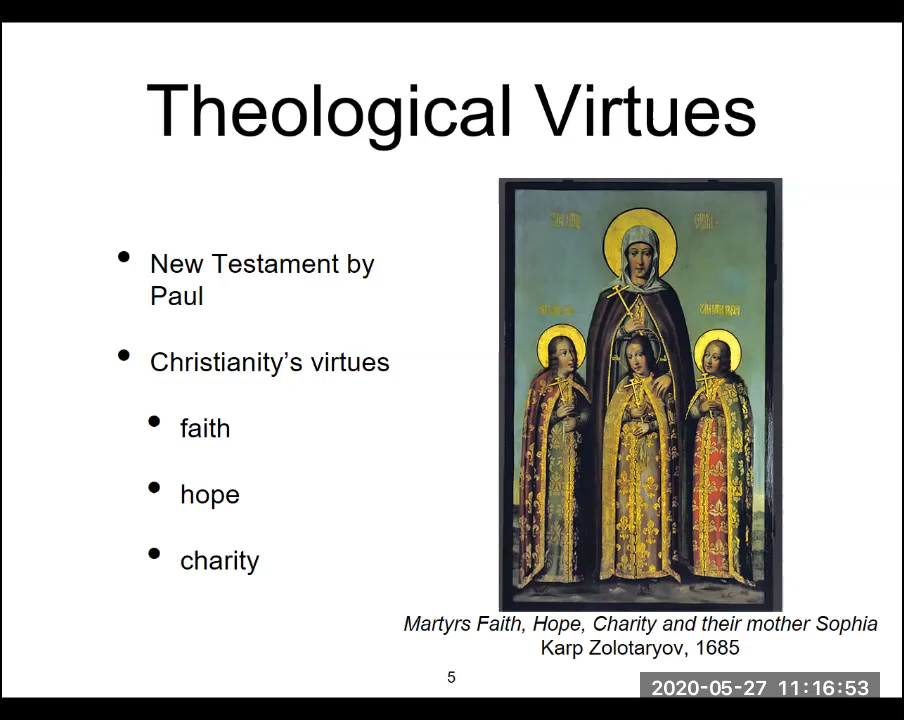 Theological Virtues
• New Testament by
Paul
• Christianity’s virtues
• faith
• hope
• charity
Martyrs Faith, Hope, Charity and their mother Sophia
Karp Zolotaryov, 1685
5
2020-05-27 11:16:53